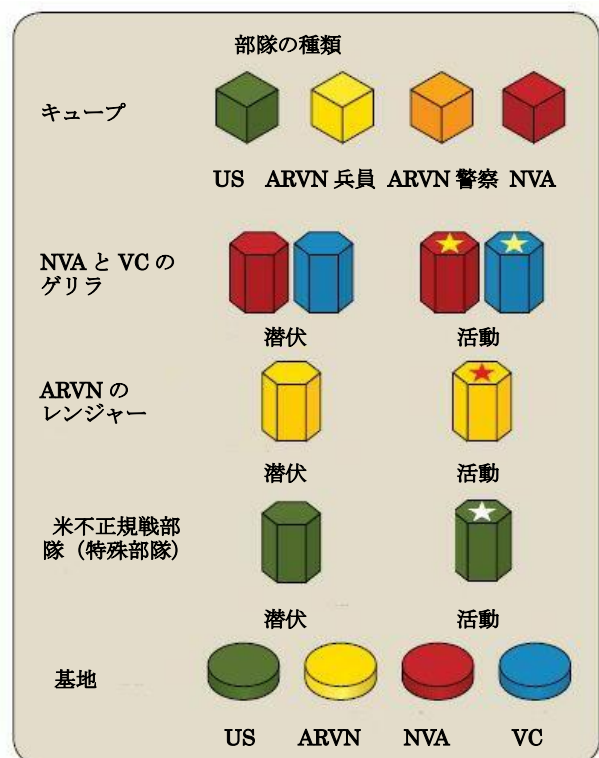 部隊の種類
キューブ
US ARVN 兵員 ARVN 警察 NVA
NVA と VC の
ゲリラ
潜伏 活動
ARVN の
レンジャー
潜伏 活動
米不正規戦部
隊（特殊部隊）
潜伏 活動
基地
US ARVN NVA VC